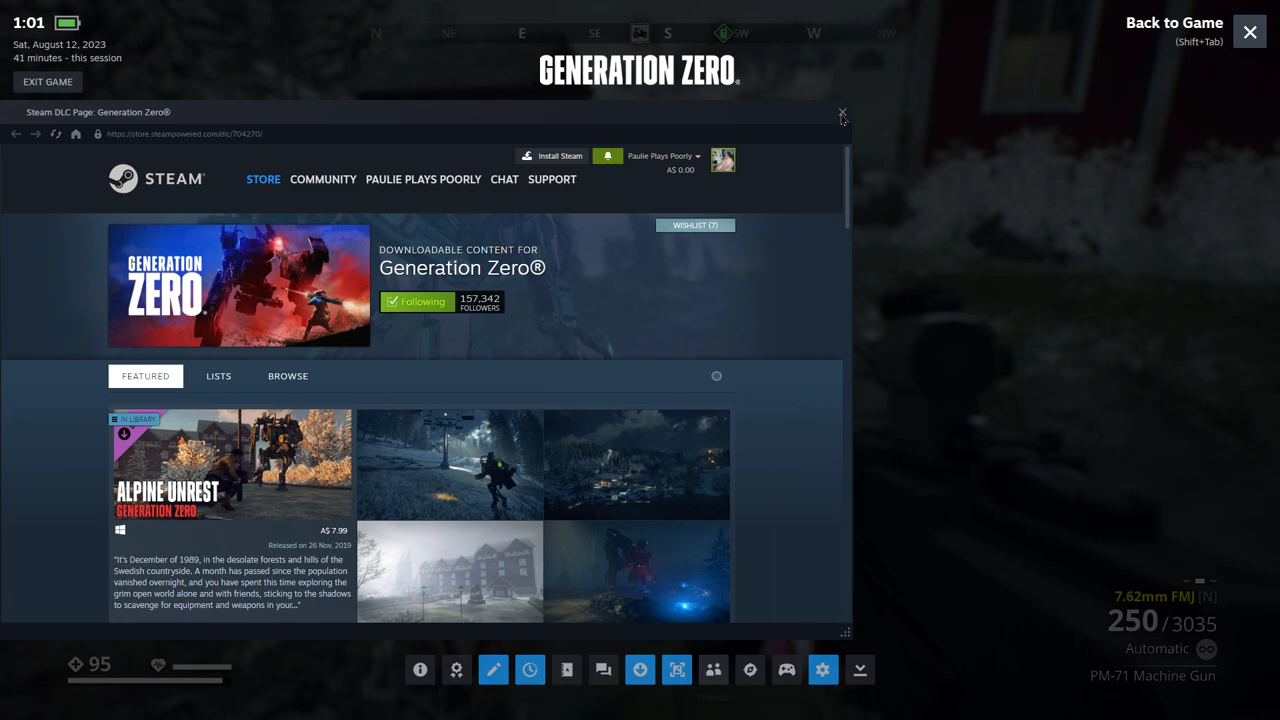 1:01
Sat, August 12, 2023
41 minutes - this session
EXIT GAME
N NE E SE S SW W NW
GENERATION ZERO®
Back to Game
(Shift+Tab)
Steam DLC Page: Generation Zero®
https://store.steampowered.com/dlc/704270/
Install Steam
Paulie Plays Poorly
A$ 0.00
STEAM®
STORE COMMUNITY PAULIE PLAYS POORLY CHAT SUPPORT
WISHLIST (7)
GENERATION
ZERO
DOWNLOADABLE CONTENT FOR
Generation Zero®
Following
157,342
FOLLOWERS
FEATURED LISTS BROWSE
IN LIBRARY
ALPINE UNREST
GENERATION ZERO
A$ 7.99
Released on 26 Nov, 2019
"It's December of 1989, in the desolate forests and hills of the
Swedish countryside. A month has passed since the population
vanished overnight, and you have spent this time exploring the
grim open world alone and with friends, sticking to the shadows
to scavenge for equipment and weapons in your..."
7.62mm FMJ [N]
250 / 3035
Automatic
PM-71 Machine Gun
95
Friends